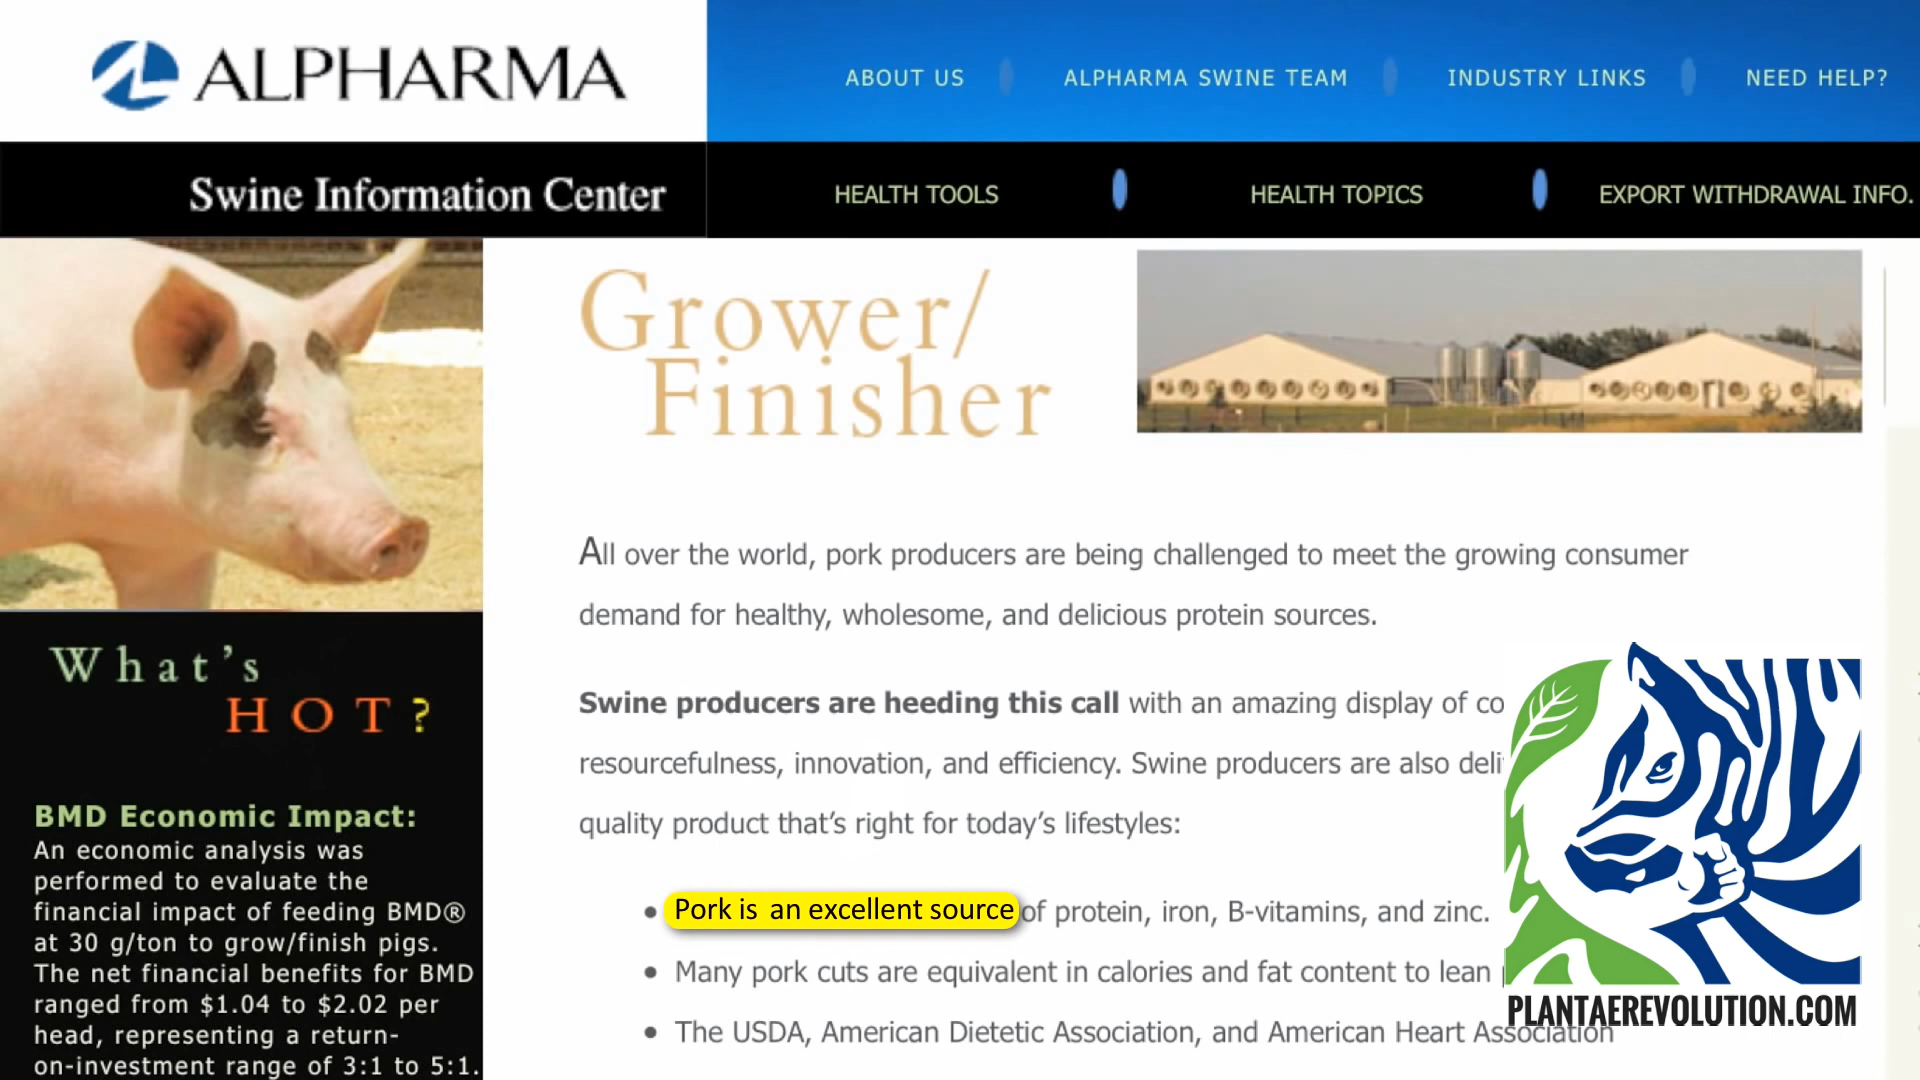 ALPHARMA
ABOUT US
ALPHARMA SWINE TEAM
INDUSTRY LINKS
NEED HELP?
Swine Information Center
HEALTH TOOLS
HEALTH TOPICS
EXPORT WITHDRAWAL INFO.
Grower/
Finisher
All over the world, pork producers are being challenged to meet the growing consumer
demand for healthy, wholesome, and delicious protein sources.
Swine producers are heeding this call with an amazing display of co
resourcefulness, innovation, and efficiency. Swine producers are also deli
quality product that's right for today's lifestyles:
• Pork is an excellent source of protein, iron, B-vitamins, and zinc.
• Many pork cuts are equivalent in calories and fat content to lean
• The USDA, American Dietetic Association, and American Heart Association
What's
HOT?
BMD Economic Impact:
An economic analysis was
performed to evaluate the
financial impact of feeding BMD®
at 30 g/ton to grow/finish pigs.
The net financial benefits for BMD
ranged from $1.04 to $2.02 per
head, representing a return-
on-investment range of 3:1 to 5:1.
PLANTAEREVOLUTION.COM